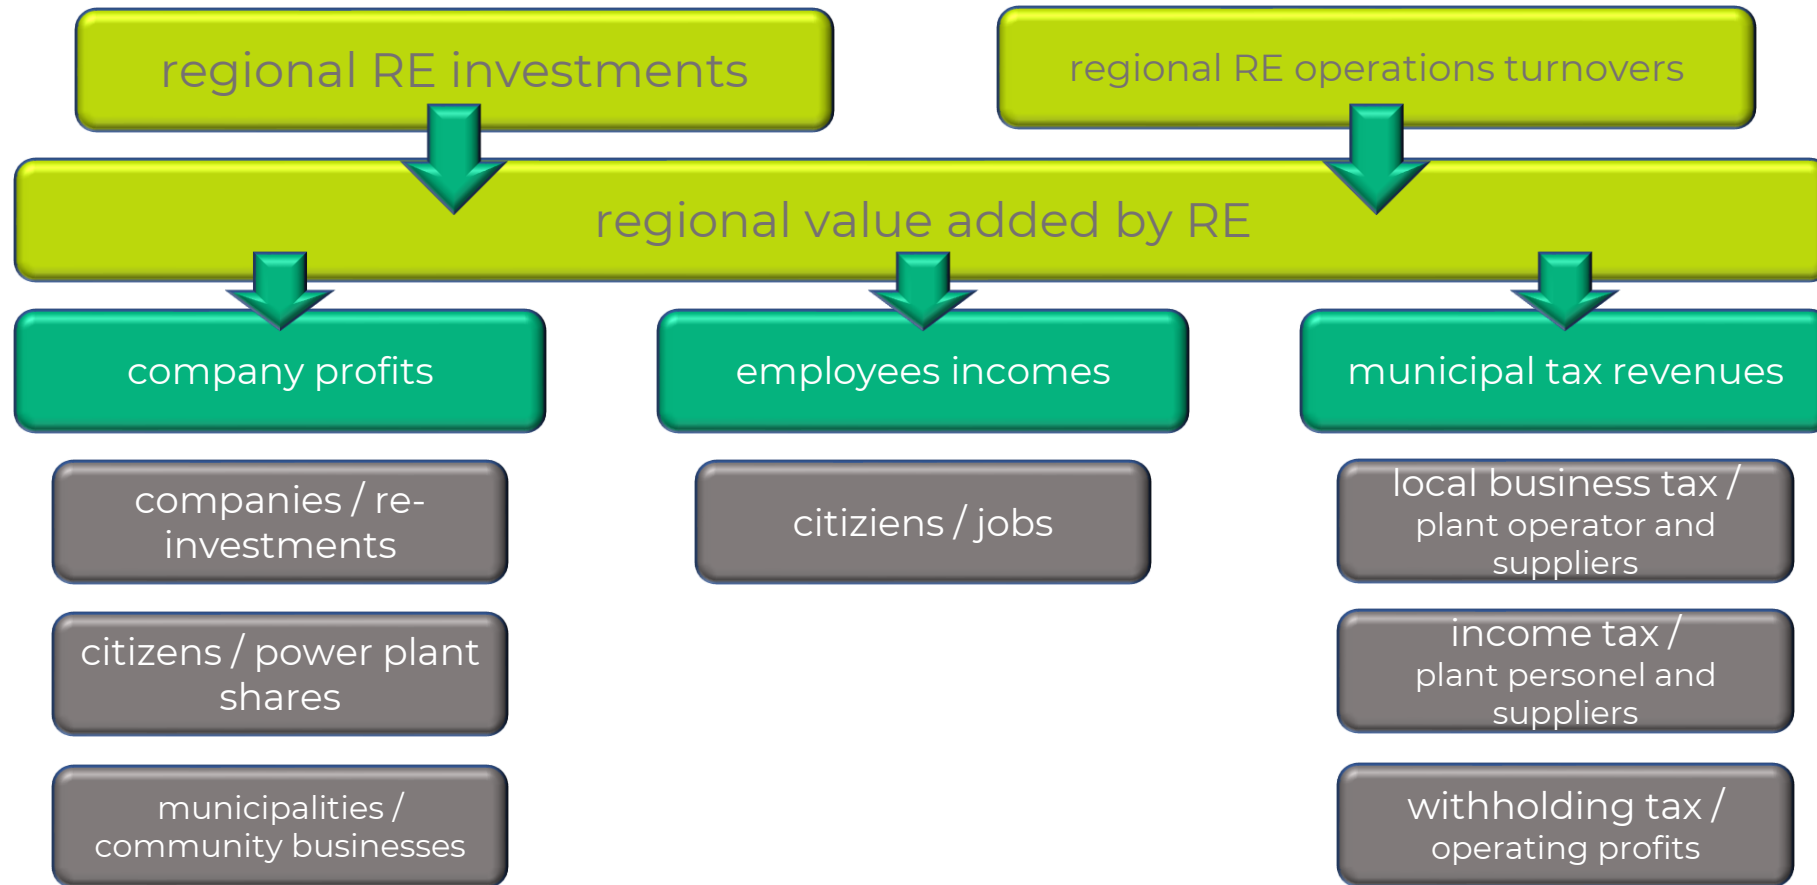 regional RE investments
regional RE operations turnovers
regional value added by RE
company profits
employees incomes
municipal tax revenues
companies / re-
investments
citiziens / jobs
local business tax /
plant operator and
suppliers
citizens / power plant
shares
income tax /
plant personel and
suppliers
municipalities /
community businesses
withholding tax /
operating profits